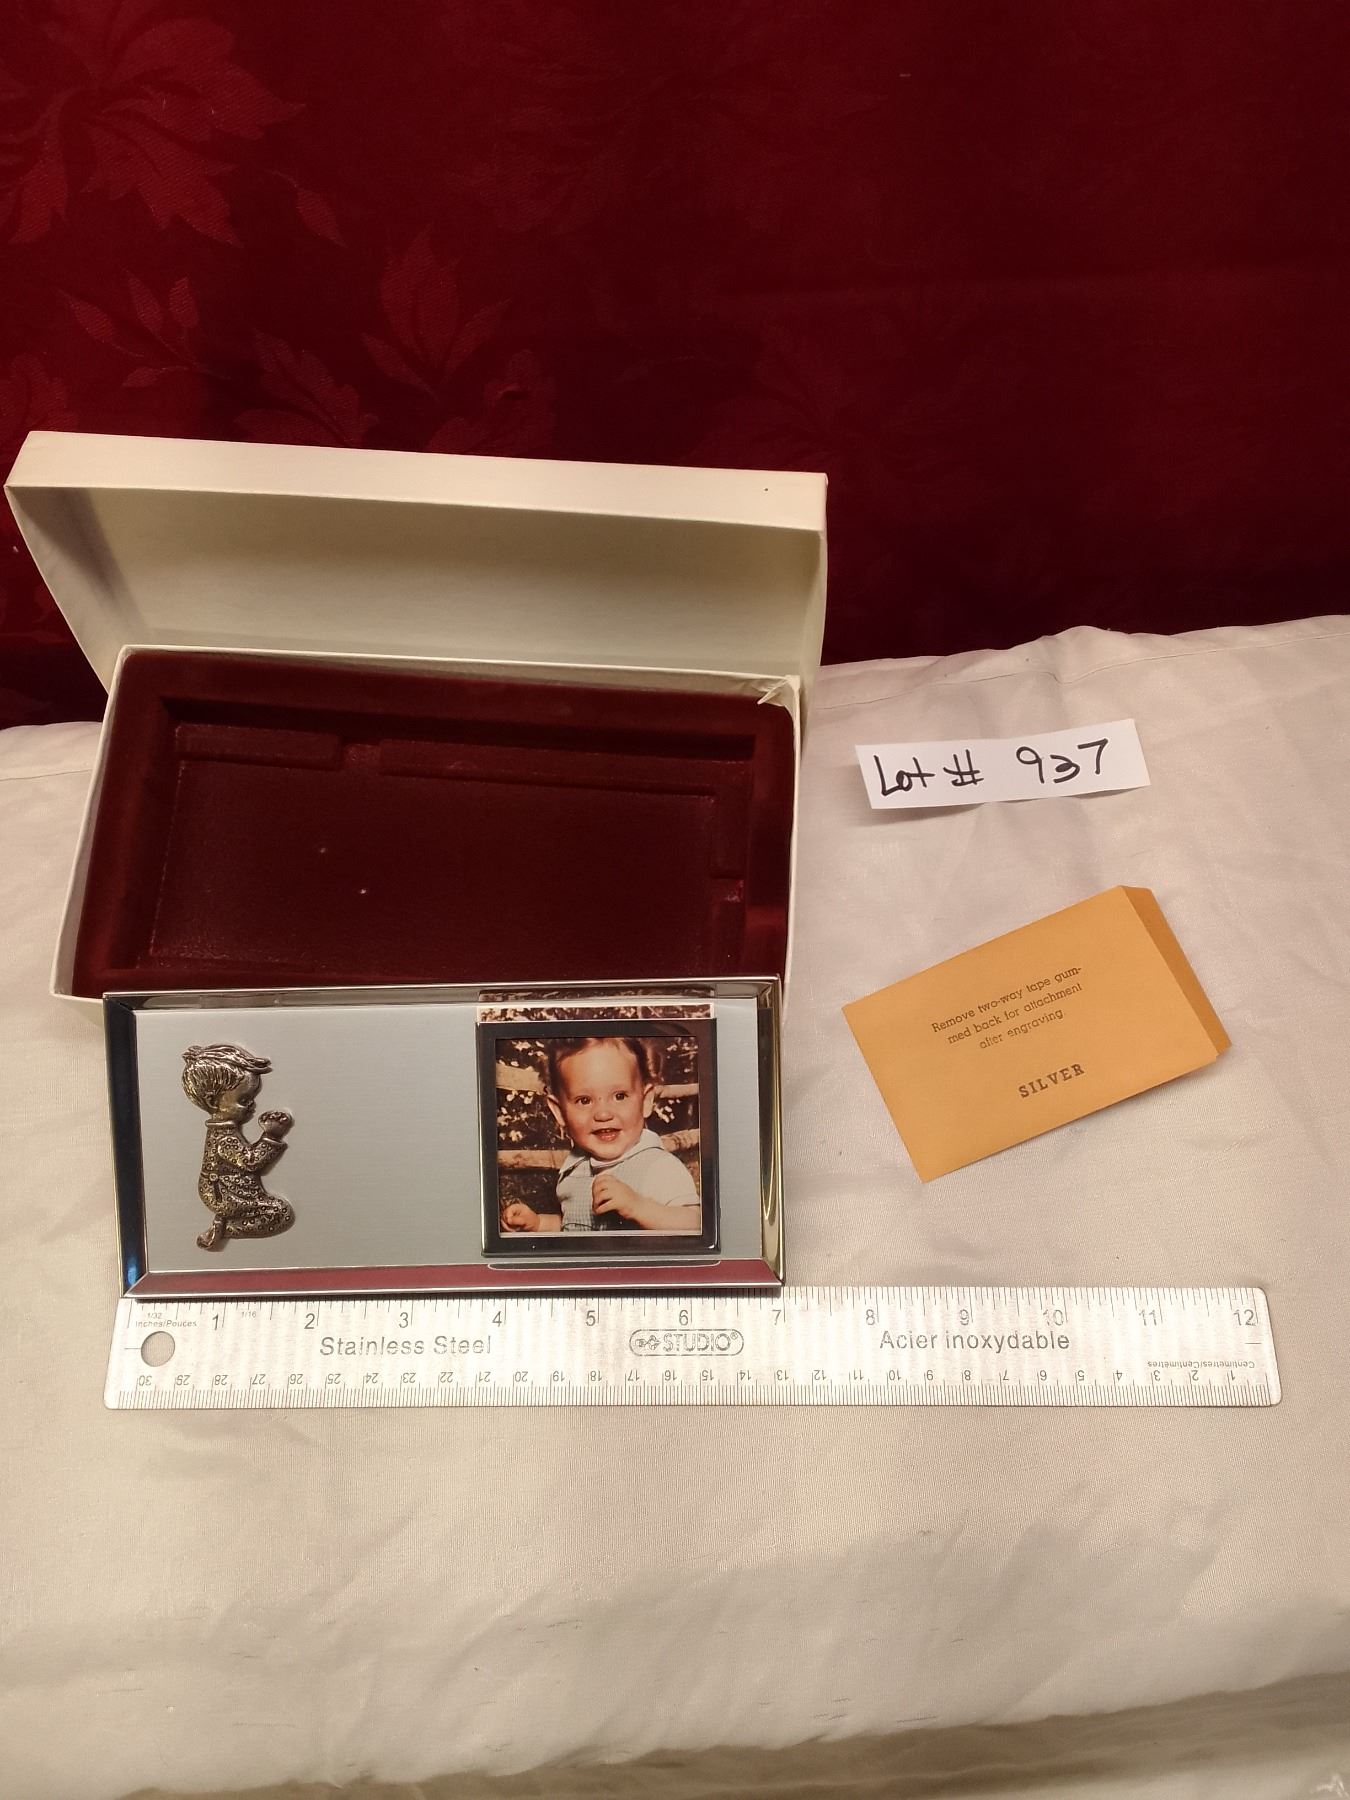 Lot # 937
Remove two-way tape gum-
med back for attachment
after engraving.
SILVER
1/32 1 1/16 2 3 4 5 6 7 8 9 10 11 12
Inches/Pouces
Stainless Steel STUDIO® Acier inoxydable
Centimetres/Centimètres
30 29 28 27 26 25 24 23 22 21 20 19 18 17 16 15 14 13 12 11 10 9 8 7 6 5 4 3 2 1